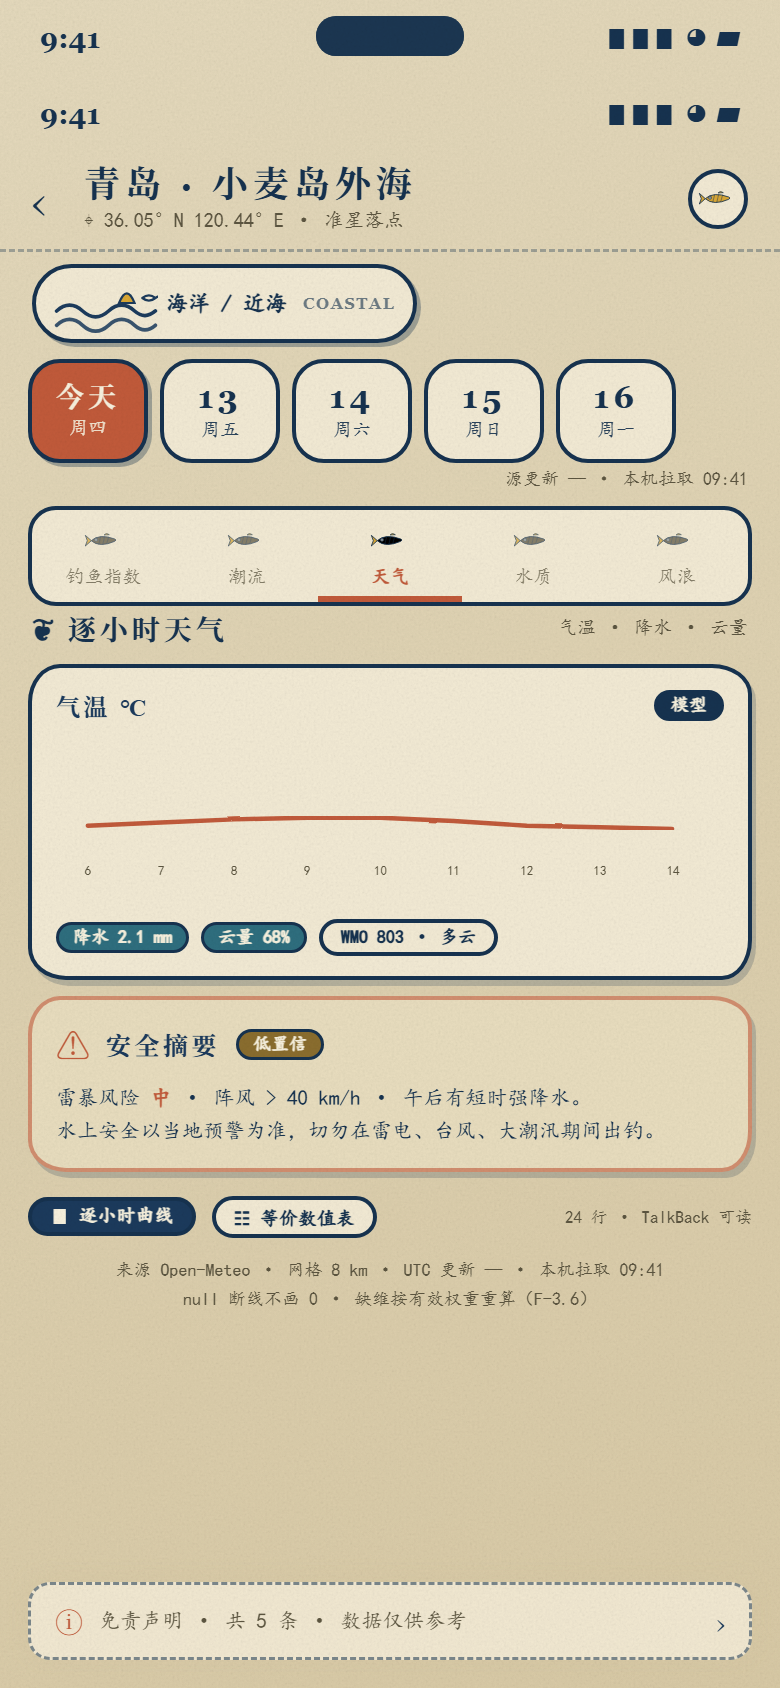 9:41
9:41
青岛 · 小麦岛外海
36.05° N 120.44° E • 准星落点
海洋 / 近海 COASTAL
今天 13 14 15 16
周四 周五 周六 周日 周一
源更新 — • 本机拉取 09:41
钓鱼指数 潮流 天气 水质 风浪
逐小时天气 气温 • 降水 • 云量
气温 ℃ 模型
6 7 8 9 10 11 12 13 14
降水 2.1 mm 云量 68% WMO 803 • 多云
安全摘要 低置信
雷暴风险 中 • 阵风 > 40 km/h • 午后有短时强降水。
水上安全以当地预警为准，切勿在雷电、台风、大潮汛期间出钓。
逐小时曲线 等价数值表 24 行 • TalkBack 可读
来源 Open-Meteo • 网格 8 km • UTC 更新 — • 本机拉取 09:41
null 断线不画 0 • 缺维按有效权重重算（F-3.6）
免责声明 • 共 5 条 • 数据仅供参考